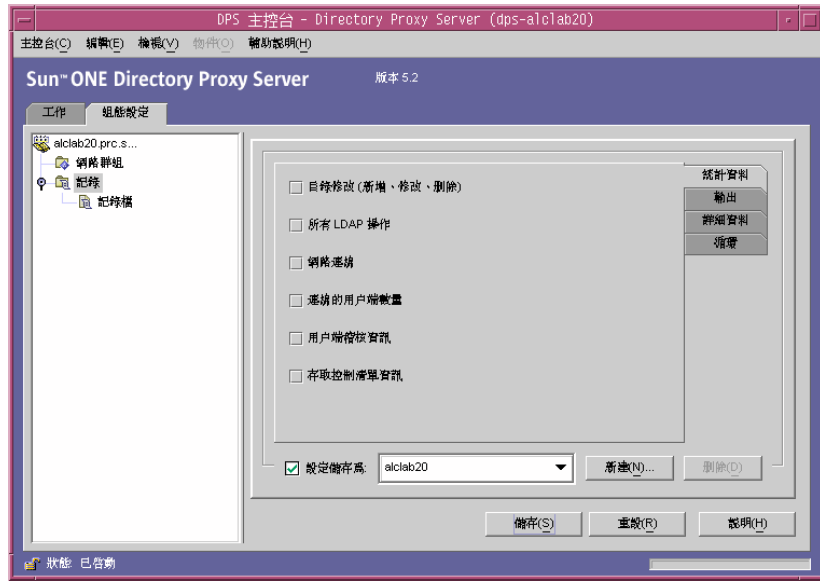 DPS 主控台 - Directory Proxy Server (dps-alclab20)
主控台(C) 編輯(E) 檢視(V) 物件(O) 輔助說明(H)
Sun™ ONE Directory Proxy Server 版本 5.2
工作 組態設定
alclab20.prc.s...
網路群組
記錄
記錄檔
統計資料
輸出
詳細資料
循環
目錄修改 (新增、修改、刪除)
所有 LDAP 操作
網路連線
連線的用戶端數量
用戶端稽核資訊
存取控制清單資訊
設定儲存為: alclab20 新建(N)... 刪除(D)
儲存(S) 重設(R) 說明(H)
狀態: 已啓動